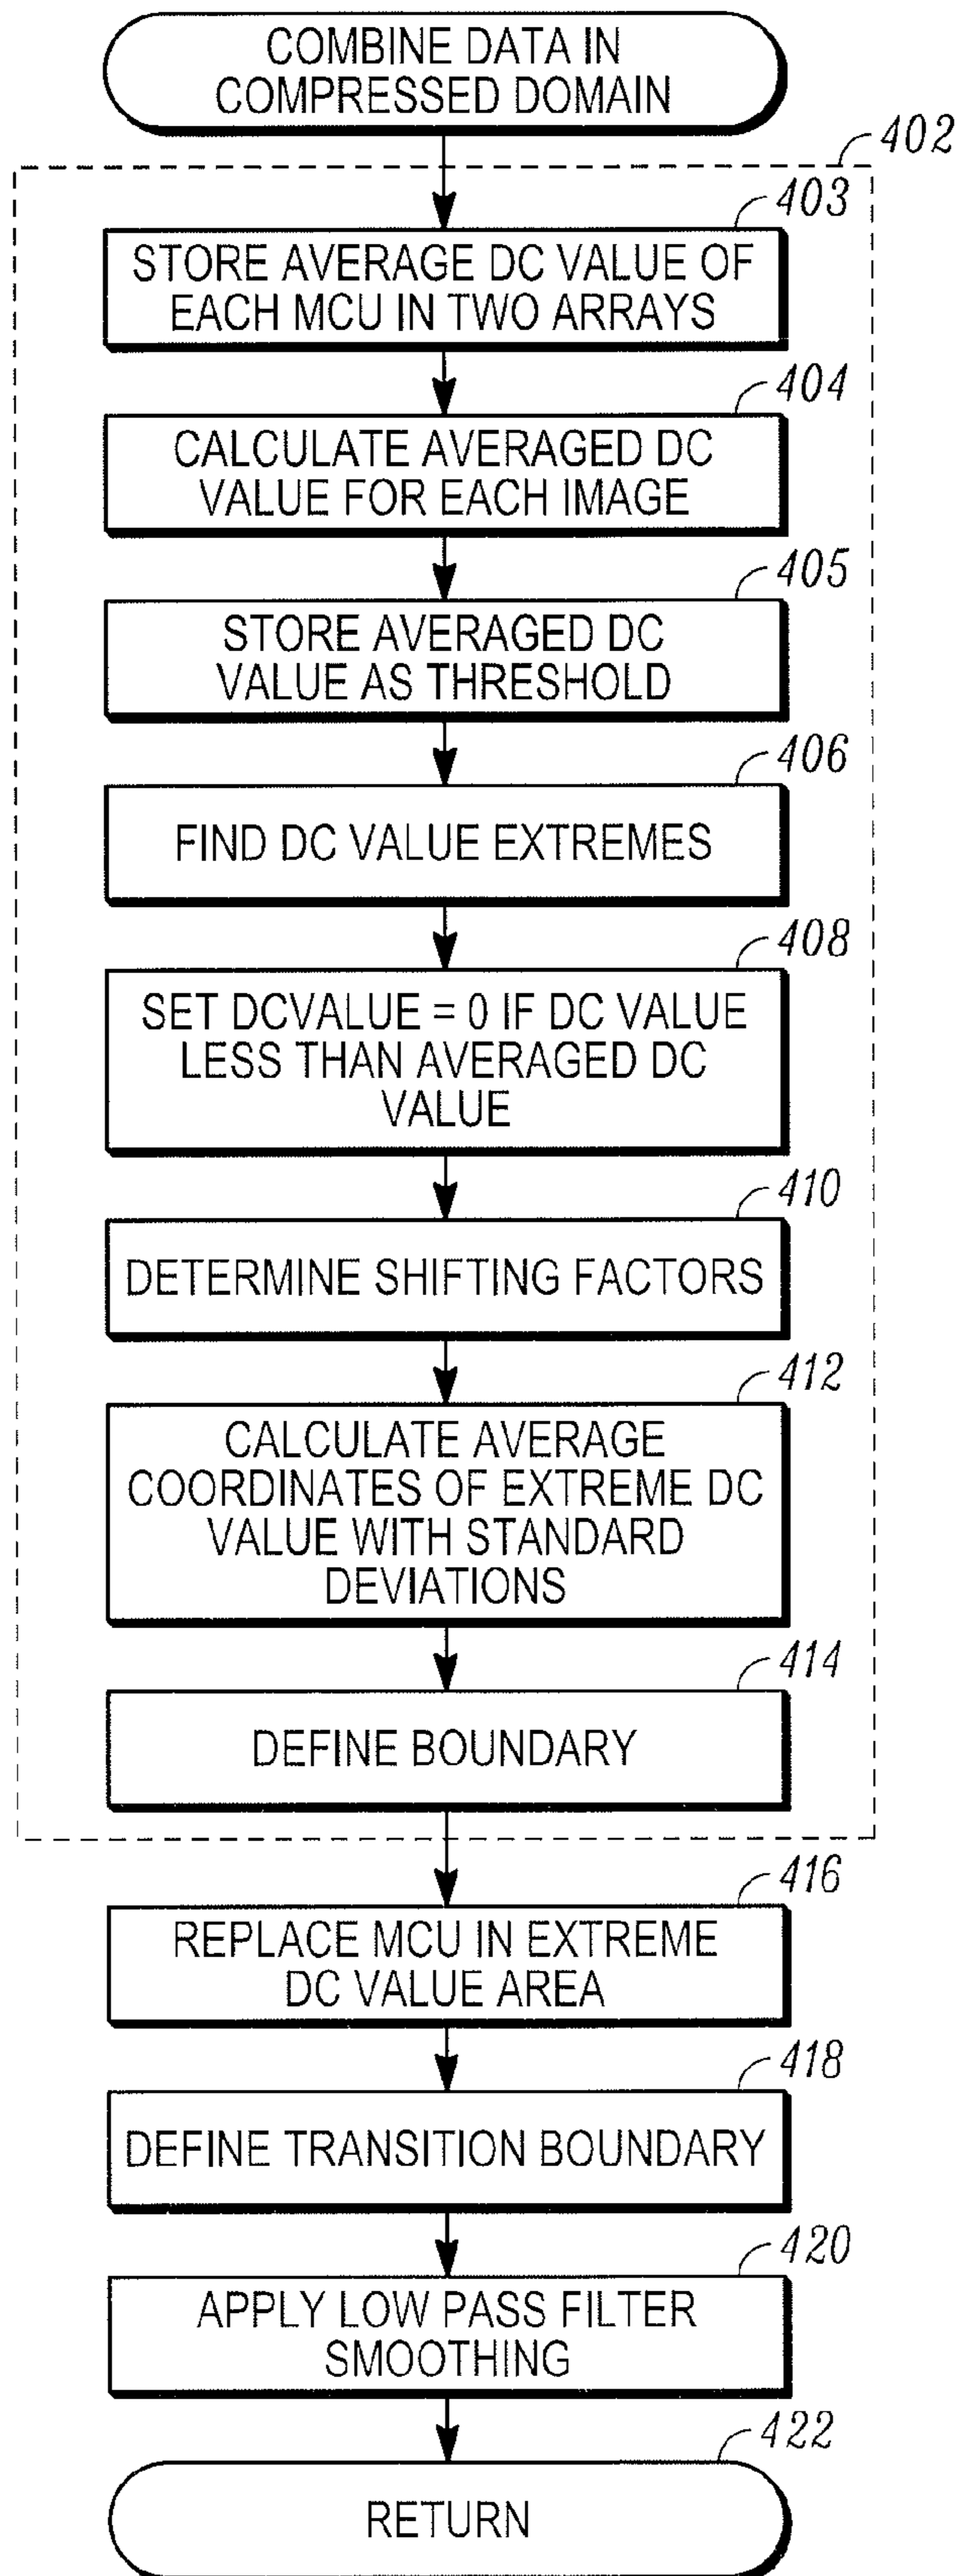 COMBINE DATA IN
COMPRESSED DOMAIN
402
403
STORE AVERAGE DC VALUE OF
EACH MCU IN TWO ARRAYS
404
CALCULATE AVERAGED DC
VALUE FOR EACH IMAGE
405
STORE AVERAGED DC
VALUE AS THRESHOLD
406
FIND DC VALUE EXTREMES
408
SET DCVALUE = 0 IF DC VALUE
LESS THAN AVERAGED DC
VALUE
410
DETERMINE SHIFTING FACTORS
412
CALCULATE AVERAGE
COORDINATES OF EXTREME DC
VALUE WITH STANDARD
DEVIATIONS
414
DEFINE BOUNDARY
416
REPLACE MCU IN EXTREME
DC VALUE AREA
418
DEFINE TRANSITION BOUNDARY
420
APPLY LOW PASS FILTER
SMOOTHING
422
RETURN